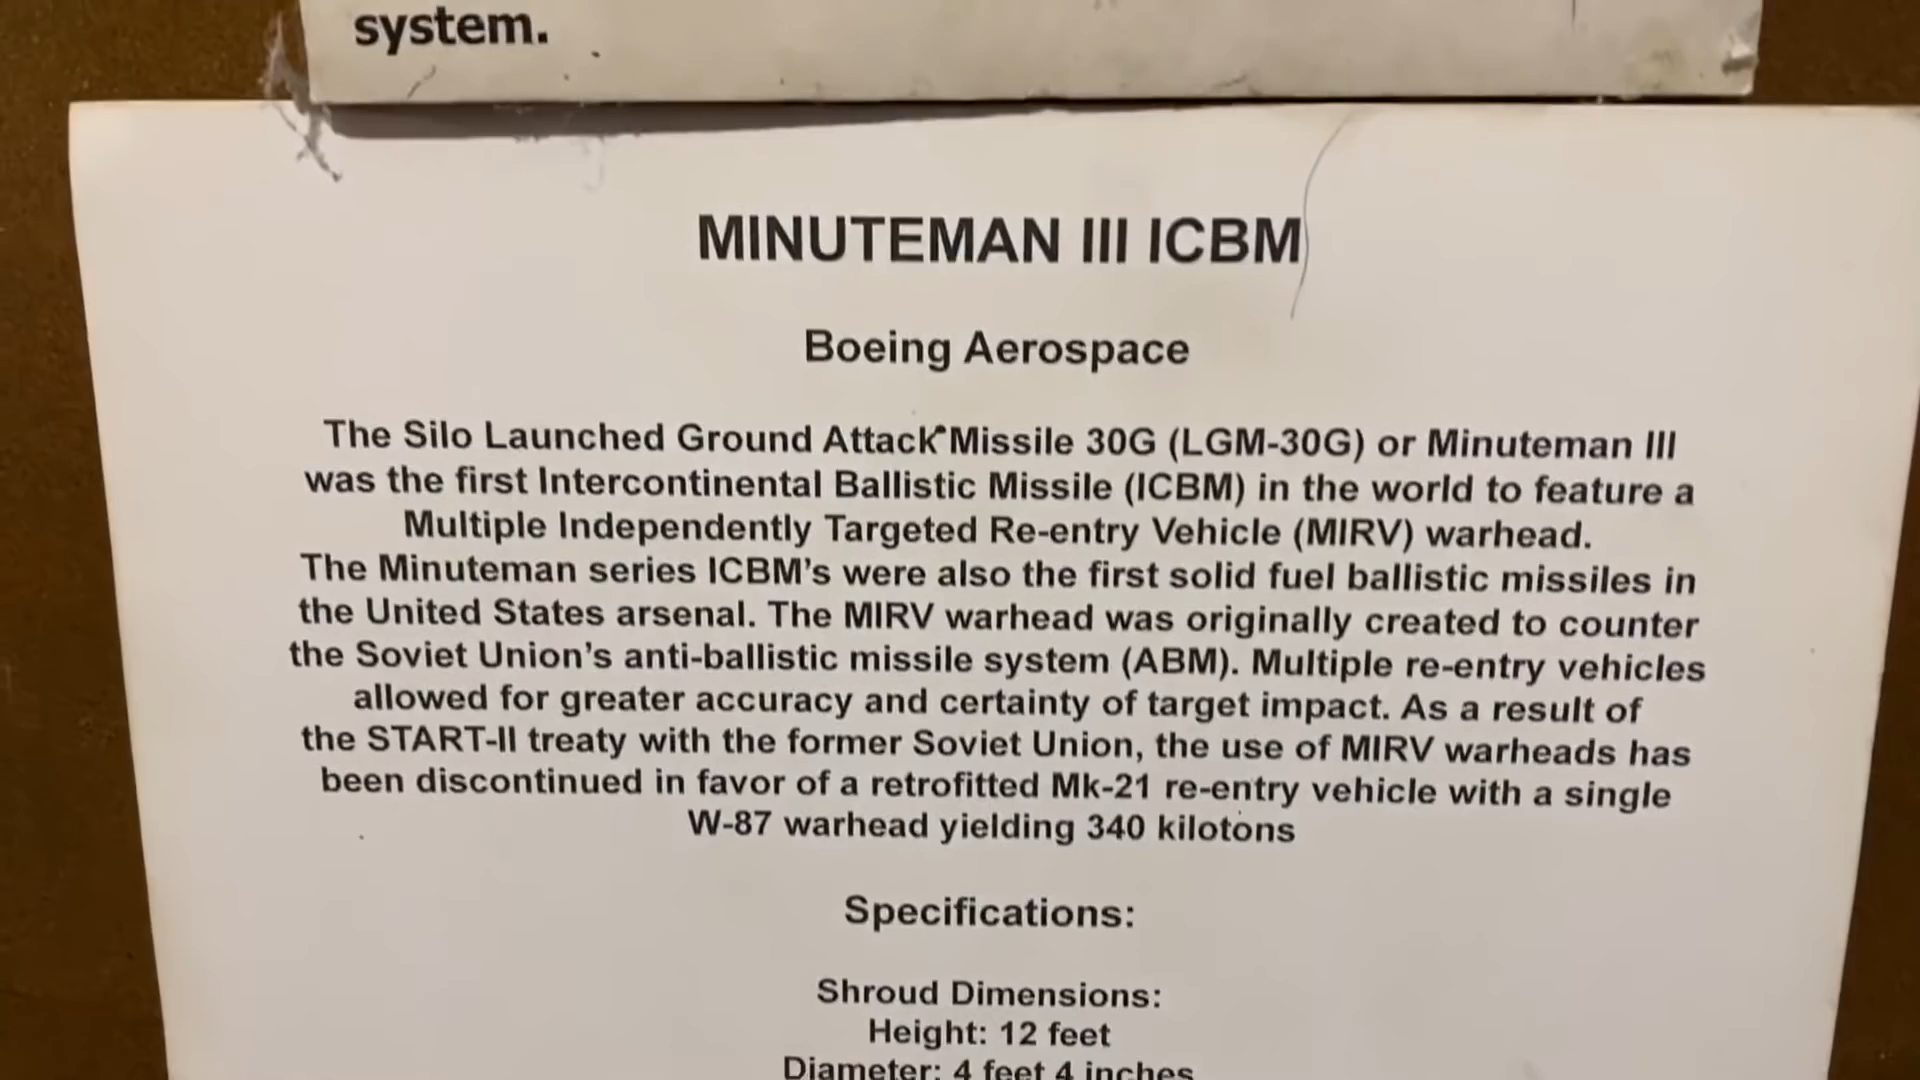 system.
MINUTEMAN III ICBM
Boeing Aerospace
The Silo Launched Ground Attack Missile 30G (LGM-30G) or Minuteman III
was the first Intercontinental Ballistic Missile (ICBM) in the world to feature a
Multiple Independently Targeted Re-entry Vehicle (MIRV) warhead.
The Minuteman series ICBM's were also the first solid fuel ballistic missiles in
the United States arsenal. The MIRV warhead was originally created to counter
the Soviet Union's anti-ballistic missile system (ABM). Multiple re-entry vehicles
allowed for greater accuracy and certainty of target impact. As a result of
the START-II treaty with the former Soviet Union, the use of MIRV warheads has
been discontinued in favor of a retrofitted Mk-21 re-entry vehicle with a single
W-87 warhead yielding 340 kilotons
Specifications:
Shroud Dimensions:
Height: 12 feet
Diameter: 4 feet 4 inches